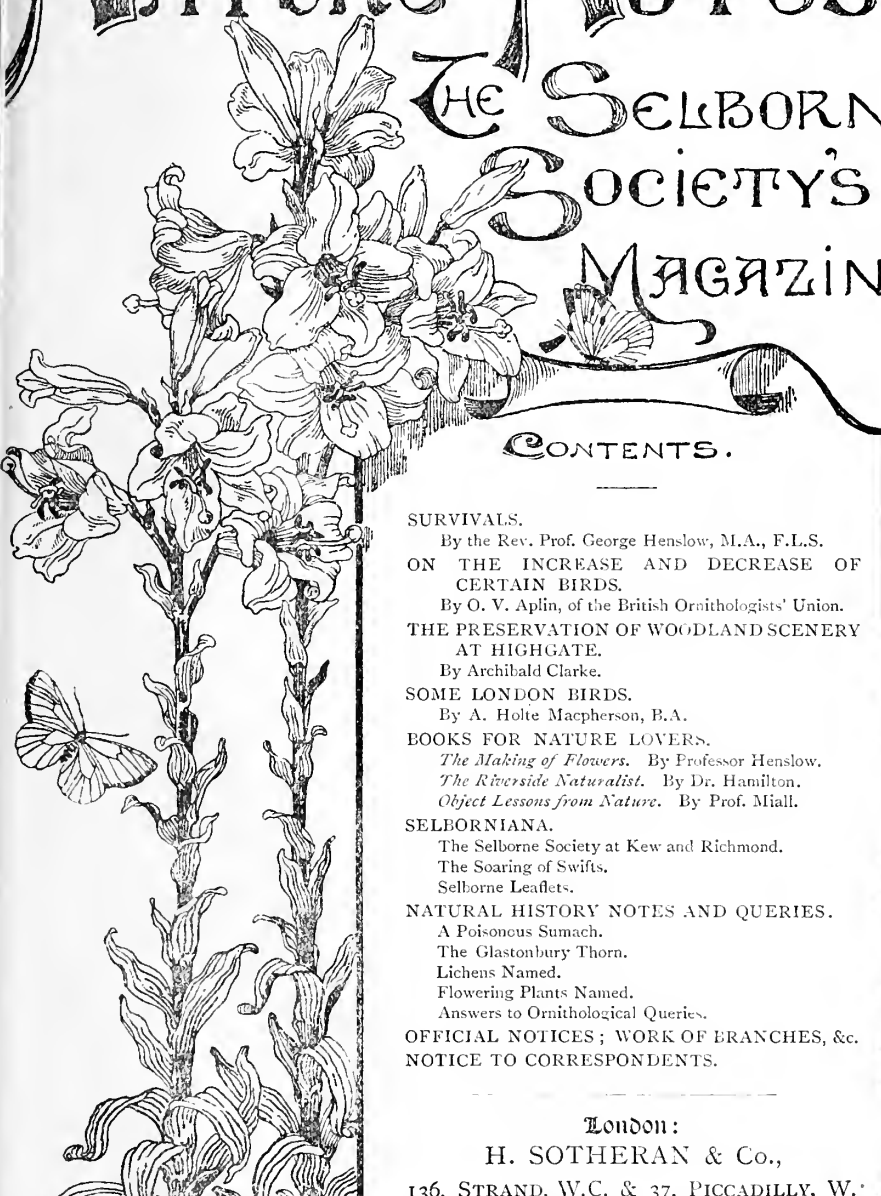 THE SELBORN
SOCIETY'S
MAGAZIN
CONTENTS.
SURVIVALS.
By the Rev. Prof. George Henslow, M.A., F.L.S.
ON THE INCREASE AND DECREASE OF
CERTAIN BIRDS.
By O. V. Aplin, of the British Ornithologists' Union.
THE PRESERVATION OF WOODLAND SCENERY
AT HIGHGATE.
By Archibald Clarke.
SOME LONDON BIRDS.
By A. Holte Macpherson, B.A.
BOOKS FOR NATURE LOVERS.
The Making of Flowers. By Professor Henslow.
The Riverside Naturalist. By Dr. Hamilton.
Object Lessons from Nature. By Prof. Miall.
SELBORNIANA.
The Selborne Society at Kew and Richmond.
The Soaring of Swifts.
Selborne Leaflets.
NATURAL HISTORY NOTES AND QUERIES.
A Poisonous Sumach.
The Glastonbury Thorn.
Lichens Named.
Flowering Plants Named.
Answers to Ornithological Queries.
OFFICIAL NOTICES; WORK OF BRANCHES, &c.
NOTICE TO CORRESPONDENTS.
London:
H. SOTHERAN & Co.,
136, STRAND, W.C. & 37, PICCADILLY, W.